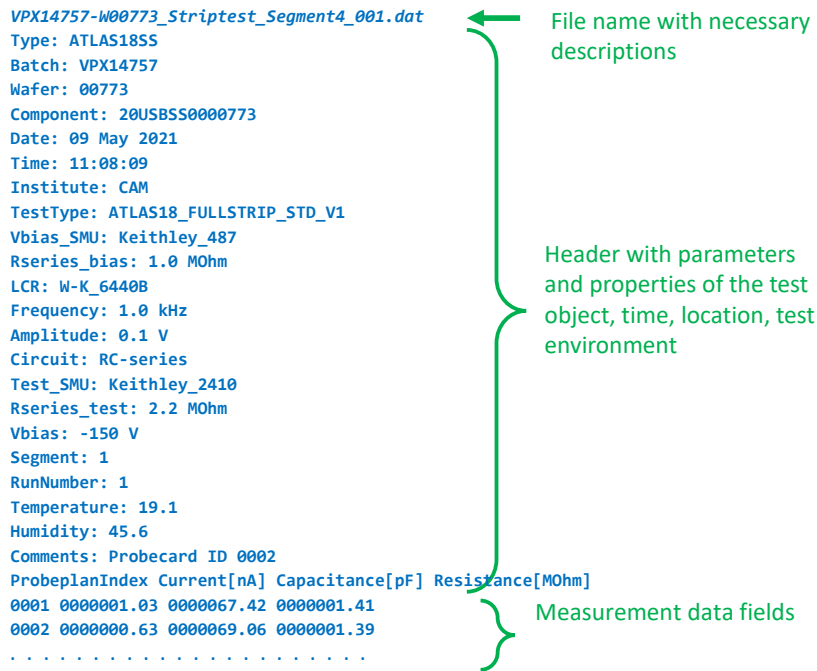 VPX14757-W00773_Striptest_Segment4_001.dat
Type: ATLAS18SS
Batch: VPX14757
Wafer: 00773
Component: 20USBSS0000773
Date: 09 May 2021
Time: 11:08:09
Institute: CAM
TestType: ATLAS18_FULLSTRIP_STD_V1
Vbias_SMU: Keithley_487
Rseries_bias: 1.0 MOhm
LCR: W-K_6440B
Frequency: 1.0 kHz
Amplitude: 0.1 V
Circuit: RC-series
Test_SMU: Keithley_2410
Rseries_test: 2.2 MOhm
Vbias: -150 V
Segment: 1
RunNumber: 1
Temperature: 19.1
Humidity: 45.6
Comments: Probecard ID 0002
ProbeplanIndex Current[nA] Capacitance[pF] Resistance[MOhm]
0001 0000001.03 0000067.42 0000001.41
0002 0000000.63 0000069.06 0000001.39
. . . . . . . . . . . . . . . . . . . . . .
File name with necessary
descriptions
Header with parameters
and properties of the test
object, time, location, test
environment
Measurement data fields